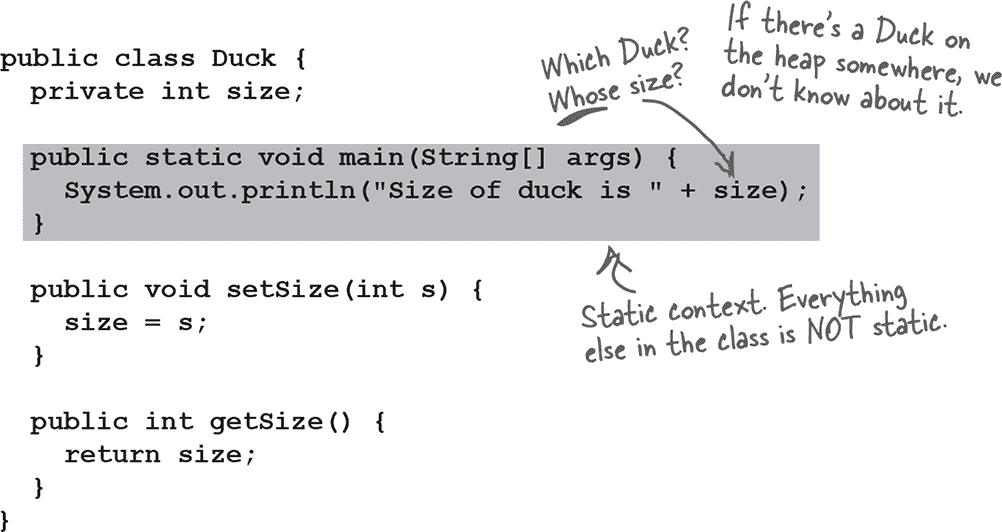 public class Duck {
private int size;
public static void main(String[] args) {
System.out.println("Size of duck is " + size);
}
public void setSize(int s) {
size = s;
}
public int getSize() {
return size;
}
}
Which Duck?
Whose size?
If there's a Duck on
the heap somewhere, we
don't know about it.
Static context. Everything
else in the class is NOT static.